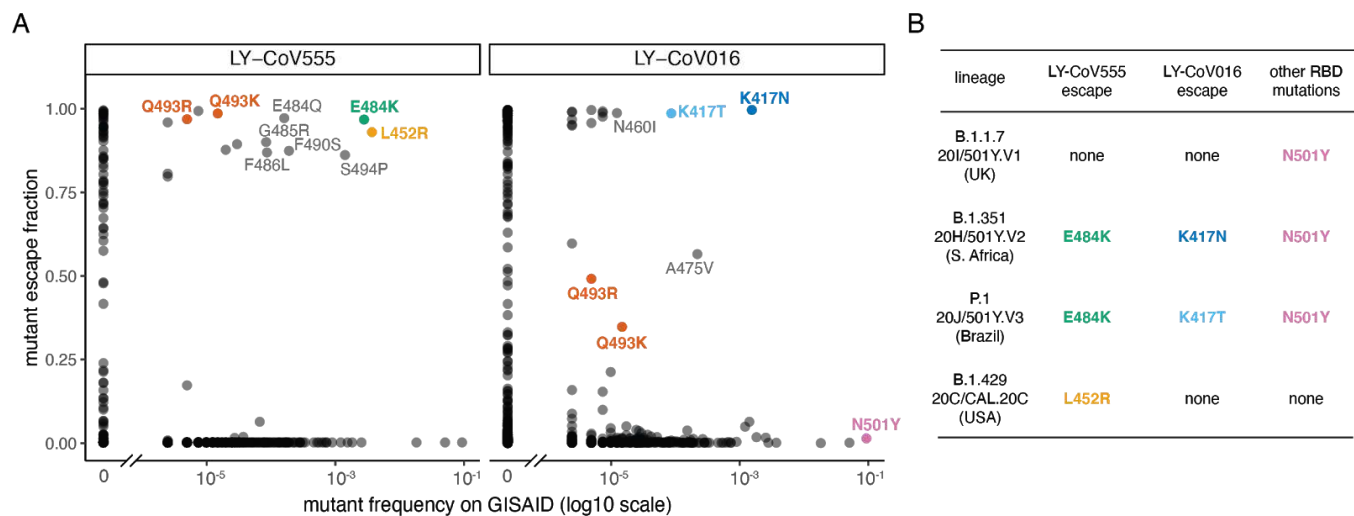 A
LY−CoV555
LY−CoV016
mutant escape fraction
1.00
0.75
0.50
0.25
0.00
Q493R
Q493K
E484Q
E484K
G485R
L452R
F490S
F486L
S494P
K417N
K417T
N460I
A475V
Q493R
Q493K
N501Y
0
10-5
10-3
10-1
0
10-5
10-3
10-1
mutant frequency on GISAID (log10 scale)
B
lineage
LY-CoV555
escape
LY-CoV016
escape
other RBD
mutations
B.1.1.7
20I/501Y.V1
(UK)
none
none
N501Y
B.1.351
20H/501Y.V2
(S. Africa)
E484K
K417N
N501Y
P.1
20J/501Y.V3
(Brazil)
E484K
K417T
N501Y
B.1.429
20C/CAL.20C
(USA)
L452R
none
none